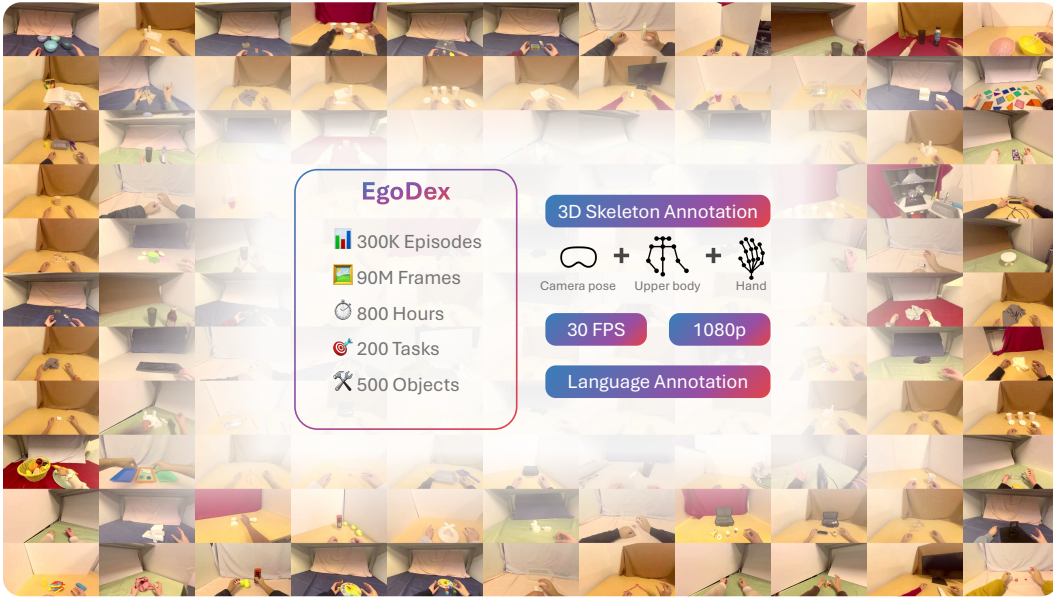 EgoDex
300K Episodes
90M Frames
800 Hours
200 Tasks
500 Objects
3D Skeleton Annotation
Camera pose
Upper body
Hand
30 FPS
1080p
Language Annotation